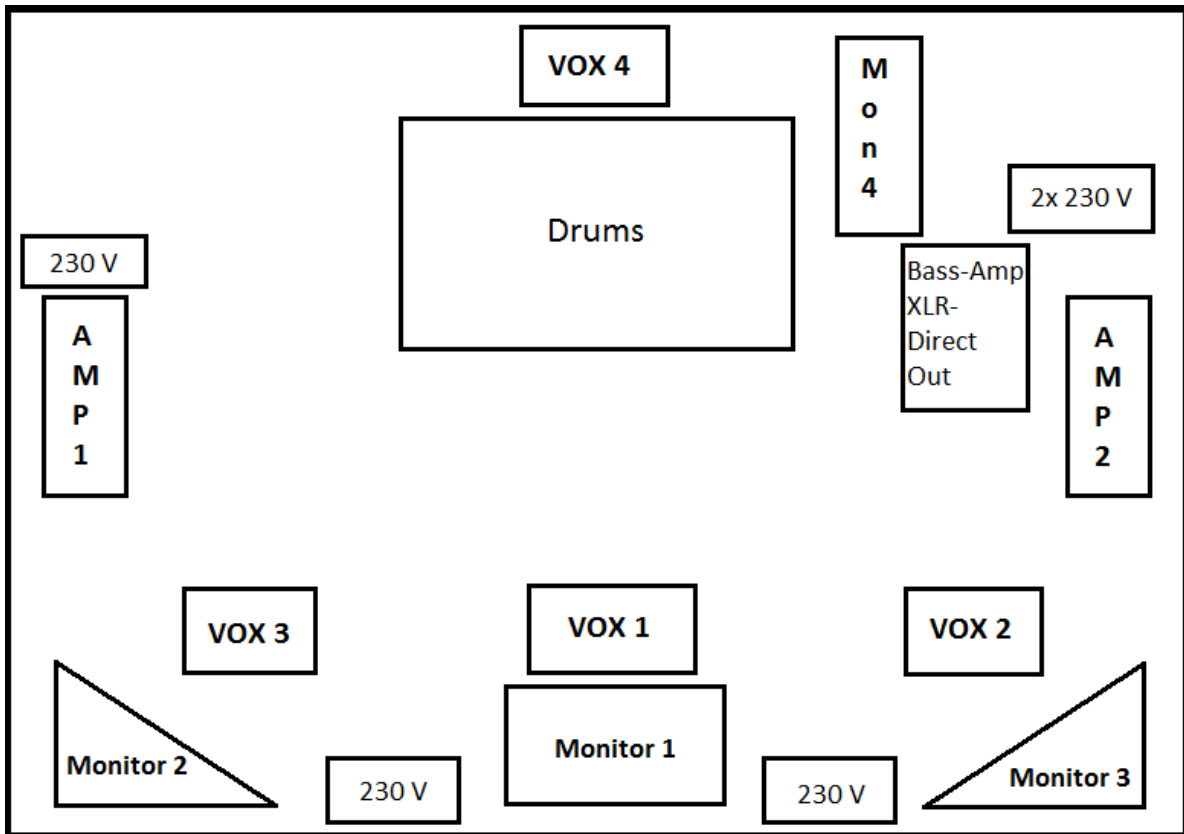 VOX 4
M
o
n
4
2x 230 V
Drums
230 V
Bass-Amp
XLR-
Direct
Out
A
M
P
1
A
M
P
2
VOX 3
VOX 1
VOX 2
Monitor 2
Monitor 1
Monitor 3
230 V
230 V